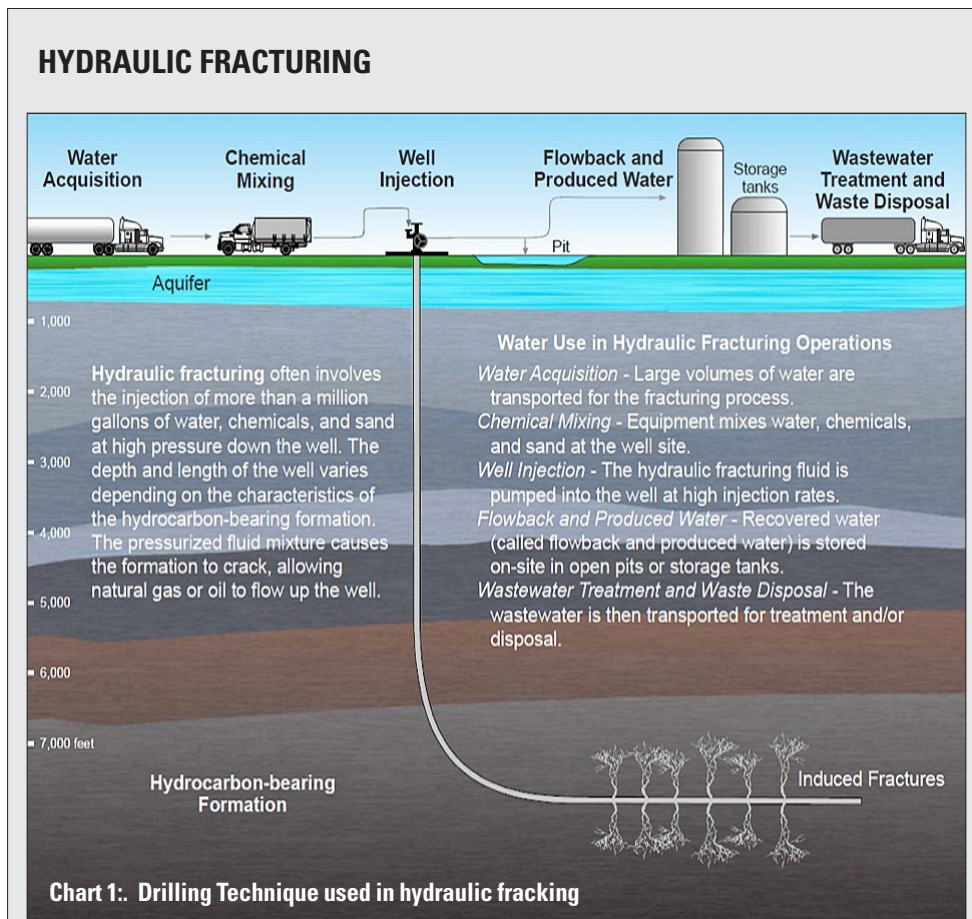 HYDRAULIC FRACTURING
Water
Acquisition
Chemical
Mixing
Well
Injection
Flowback and
Produced Water
Storage
tanks
Wastewater
Treatment and
Waste Disposal
Pit
Aquifer
1,000
2,000
3,000
4,000
5,000
6,000
7,000 feet
Hydraulic fracturing often involves
the injection of more than a million
gallons of water, chemicals, and sand
at high pressure down the well. The
depth and length of the well varies
depending on the characteristics of
the hydrocarbon-bearing formation.
The pressurized fluid mixture causes
the formation to crack, allowing
natural gas or oil to flow up the well.
Water Use in Hydraulic Fracturing Operations
Water Acquisition - Large volumes of water are
transported for the fracturing process.
Chemical Mixing - Equipment mixes water, chemicals,
and sand at the well site.
Well Injection - The hydraulic fracturing fluid is
pumped into the well at high injection rates.
Flowback and Produced Water - Recovered water
(called flowback and produced water) is stored
on-site in open pits or storage tanks.
Wastewater Treatment and Waste Disposal - The
wastewater is then transported for treatment and/or
disposal.
Hydrocarbon-bearing
Formation
Induced Fractures
Chart 1:. Drilling Technique used in hydraulic fracking